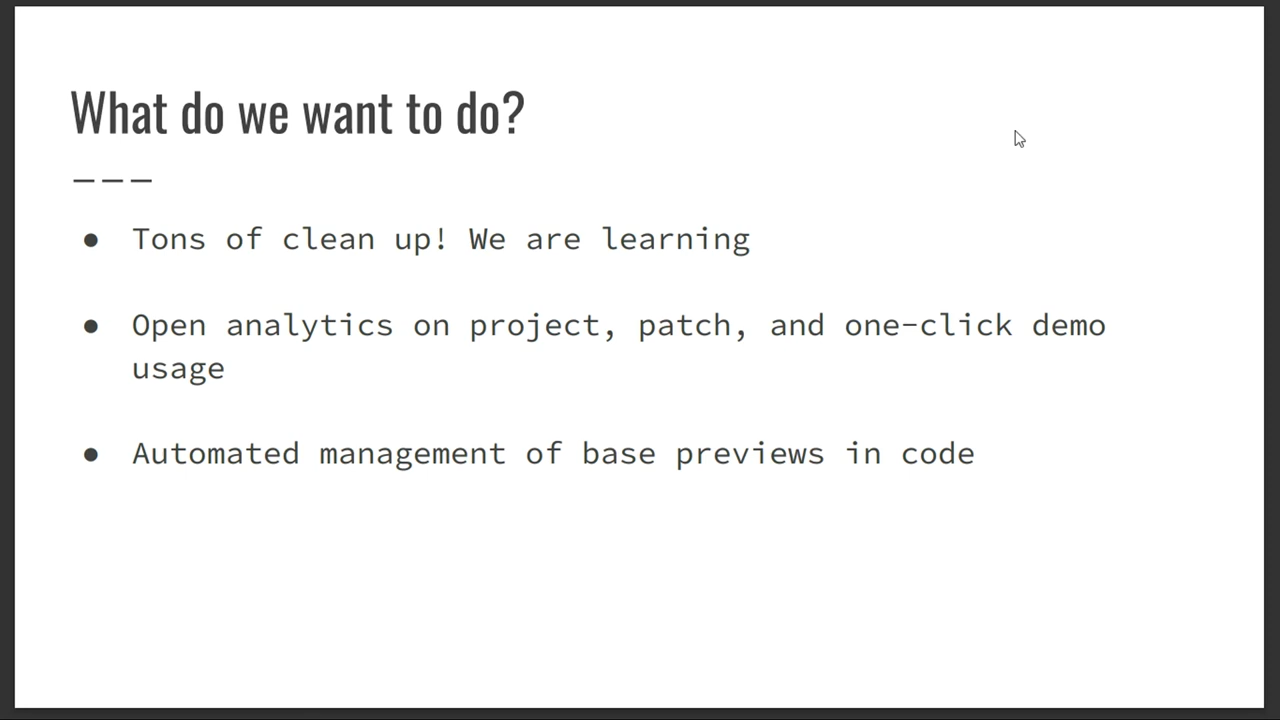 What do we want to do?
● Tons of clean up! We are learning
● Open analytics on project, patch, and one-click demo
usage
● Automated management of base previews in code